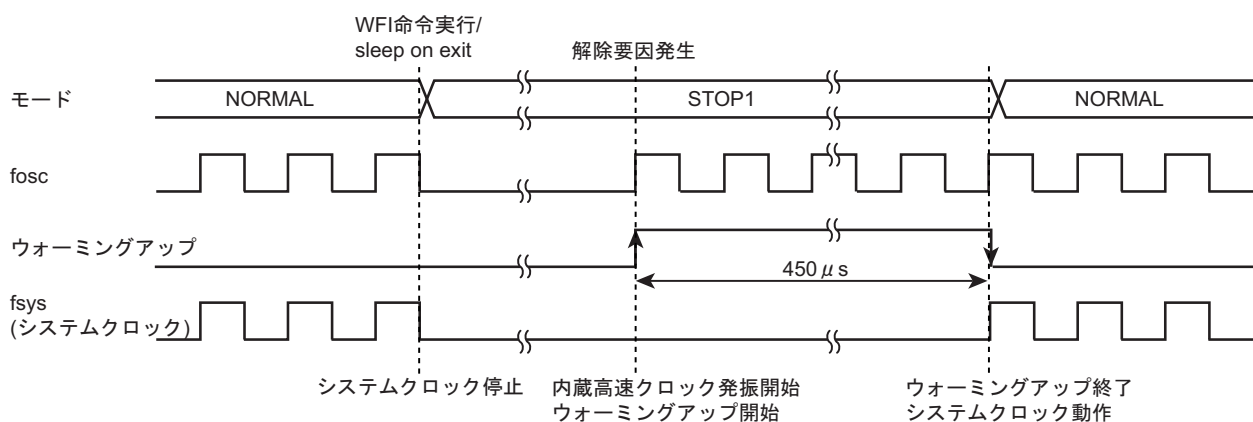 WFI命令実行/
sleep on exit
解除要因発生
モード
NORMAL
STOP1
NORMAL
fosc
ウォーミングアップ
450μs
fsys
(システムクロック)
システムクロック停止
内蔵高速クロック発振開始
ウォーミングアップ開始
ウォーミングアップ終了
システムクロック動作